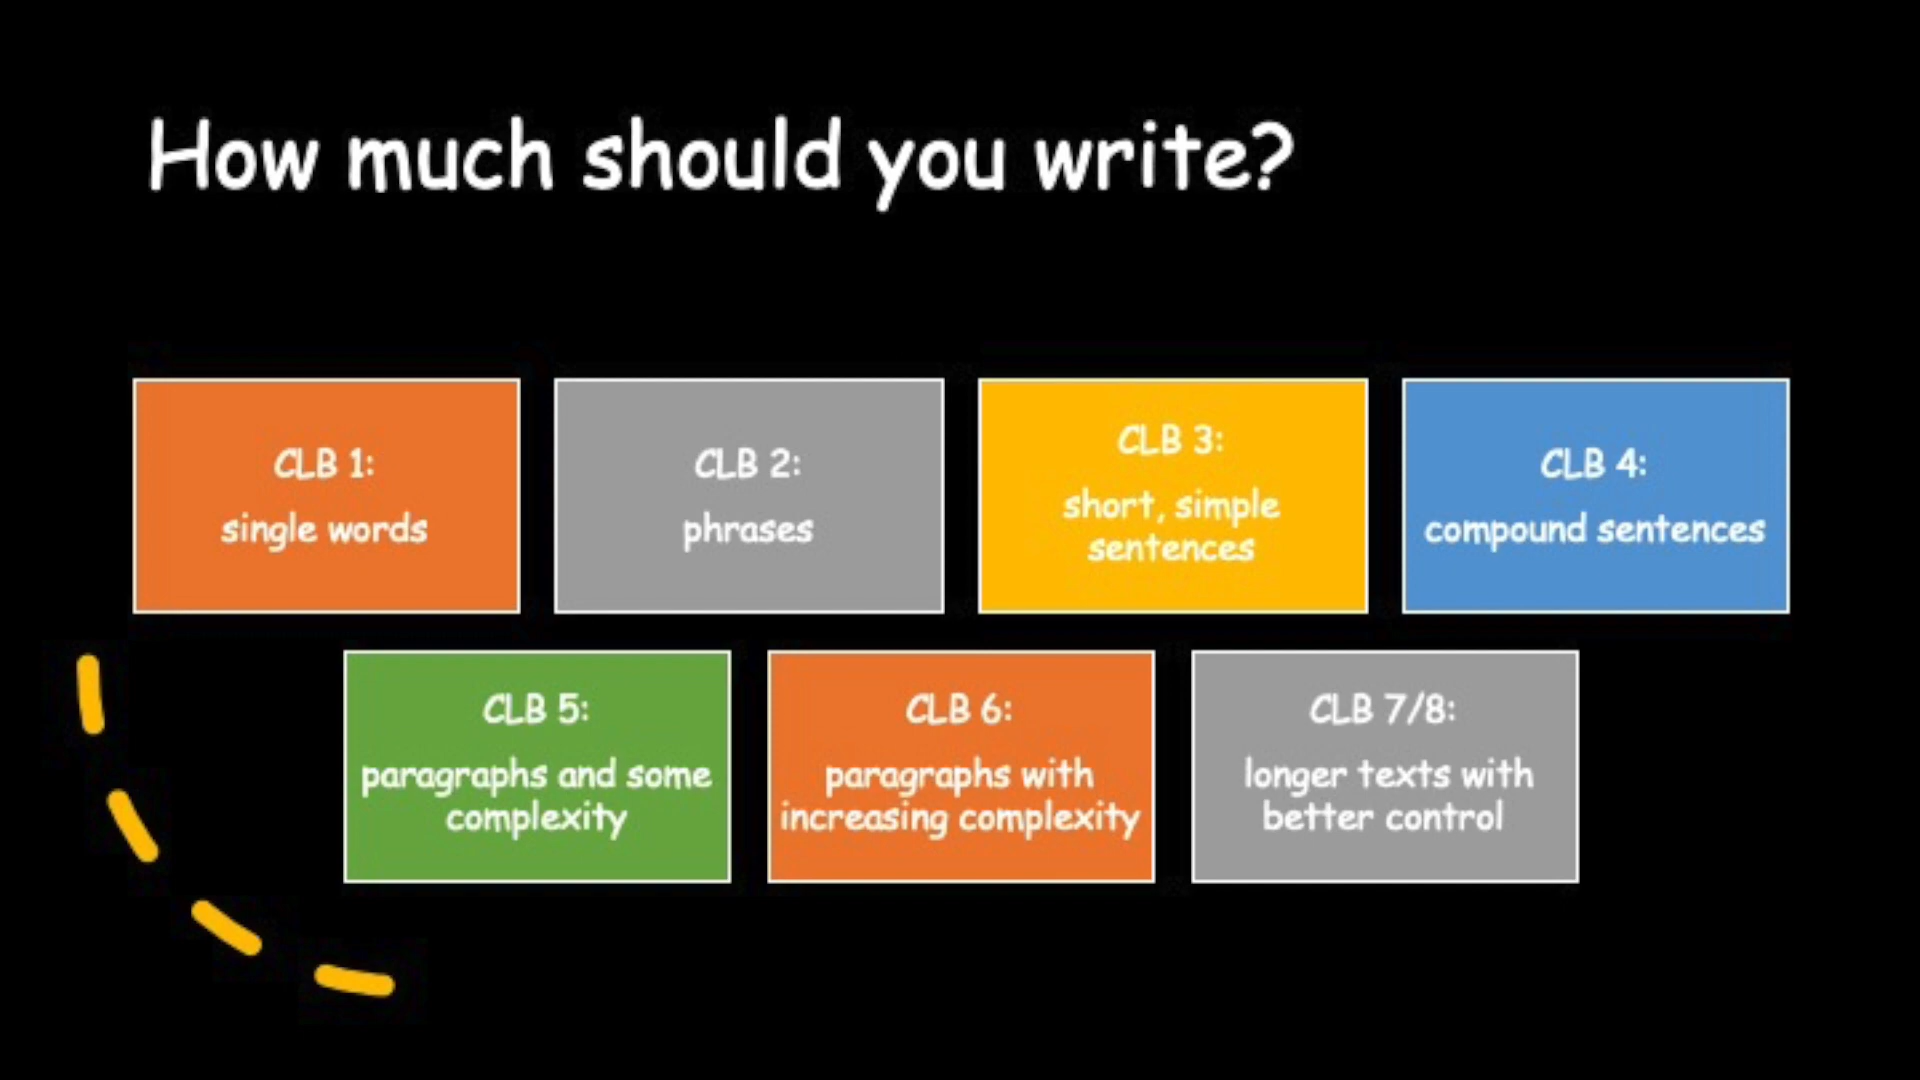 How much should you write?
CLB 1:
single words
CLB 2:
phrases
CLB 3:
short, simple
sentences
CLB 4:
compound sentences
CLB 5:
paragraphs and some
complexity
CLB 6:
paragraphs with
increasing complexity
CLB 7/8:
longer texts with
better control